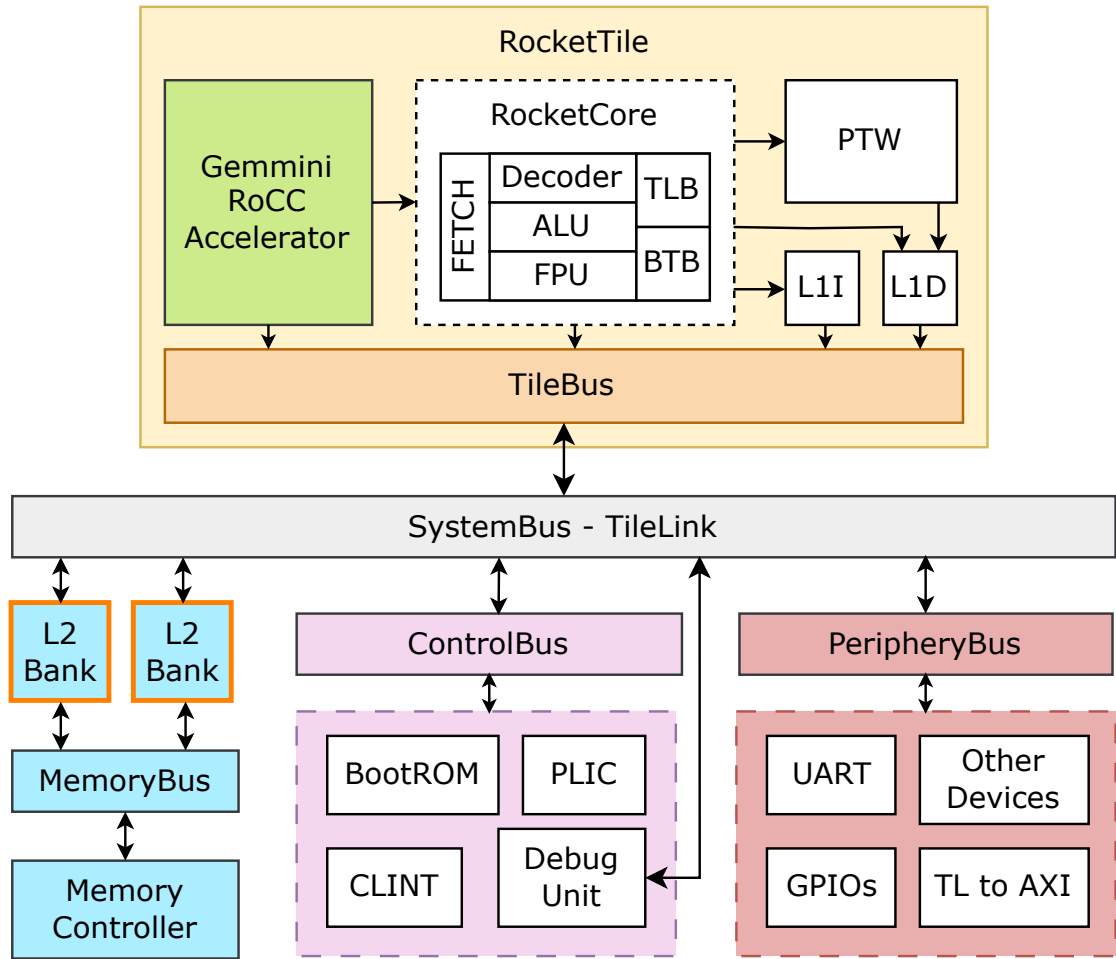 RocketTile
Gemmini
RoCC
Accelerator
RocketCore
FETCH
Decoder
ALU
FPU
TLB
BTB
PTW
L1I
L1D
TileBus
SystemBus - TileLink
L2
Bank
L2
Bank
MemoryBus
Memory
Controller
ControlBus
BootROM
PLIC
CLINT
Debug
Unit
PeripheryBus
UART
Other
Devices
GPIOs
TL to AXI